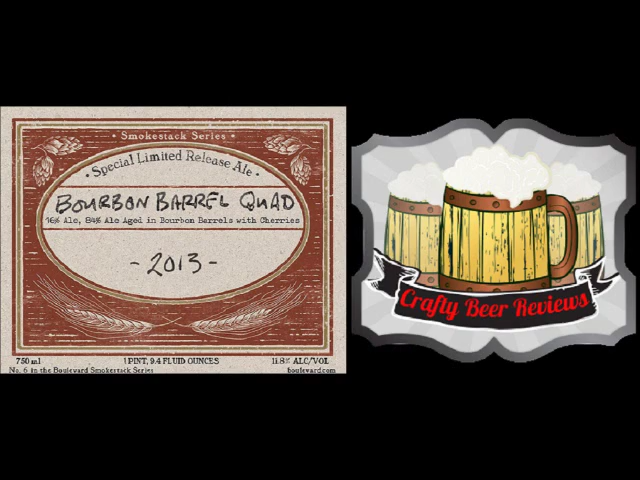 • Smokestack Series •
• Special Limited Release Ale •
BOURBON BARREL QUAD
16% Ale, 84% Ale Aged in Bourbon Barrels with Cherries
- 2013 -
750 ml 1 PINT, 9.4 FLUID OUNCES 11.8% ALC/VOL
No. 6 in the Boulevard Smokestack Series boulevard.com
Crafty Beer Reviews